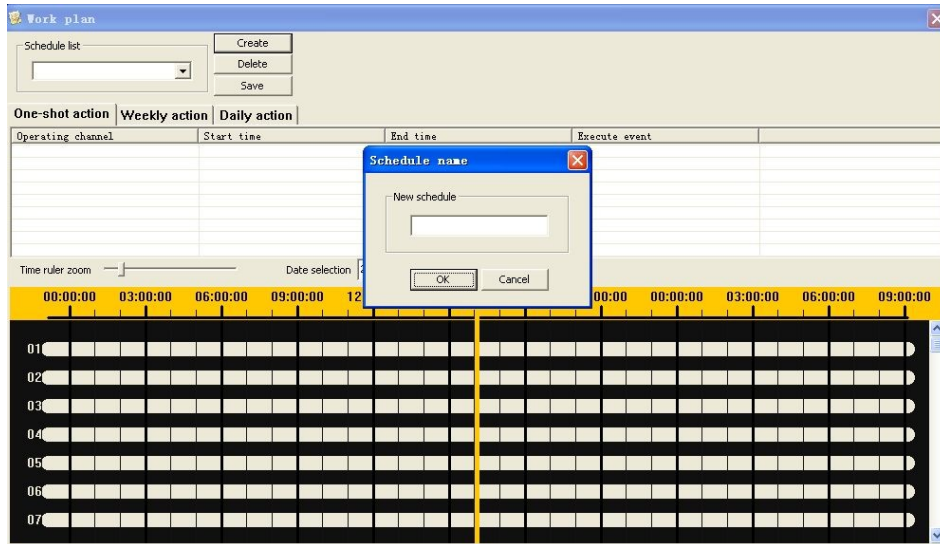 Work plan
Schedule list
Create
Delete
Save
One-shot action Weekly action Daily action
Operating channel Start time End time Execute event
Schedule name
New schedule
OK Cancel
Time ruler zoom Date selection
00:00:00 03:00:00 06:00:00 09:00:00 12 00:00 00:00:00 03:00:00 06:00:00 09:00:00
01
02
03
04
05
06
07